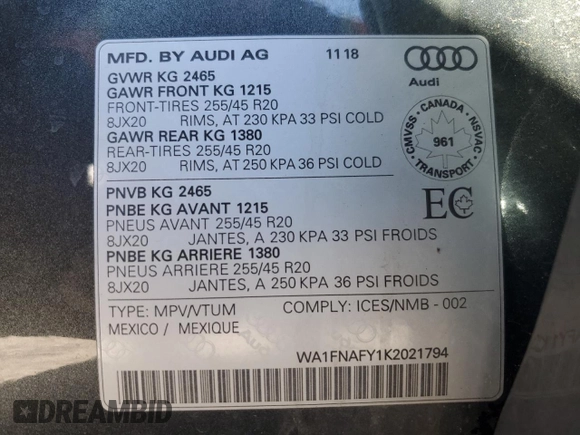 MFD. BY AUDI AG 1118
Audi
GVWR KG 2465
GAWR FRONT KG 1215
FRONT-TIRES 255/45 R20
8JX20 RIMS, AT 230 KPA 33 PSI COLD
GAWR REAR KG 1380
REAR-TIRES 255/45 R20
8JX20 RIMS, AT 250 KPA 36 PSI COLD
CMVSS - CANADA - NSVAC
961
TRANSPORT
PNVB KG 2465
PNBE KG AVANT 1215
PNEUS AVANT 255/45 R20
8JX20 JANTES, A 230 KPA 33 PSI FROIDS
PNBE KG ARRIERE 1380
PNEUS ARRIERE 255/45 R20
8JX20 JANTES, A 250 KPA 36 PSI FROIDS
EC
TYPE: MPV/VTUM COMPLY: ICES/NMB - 002
MEXICO / MEXIQUE
WA1FNAFY1K2021794
DREAMBID